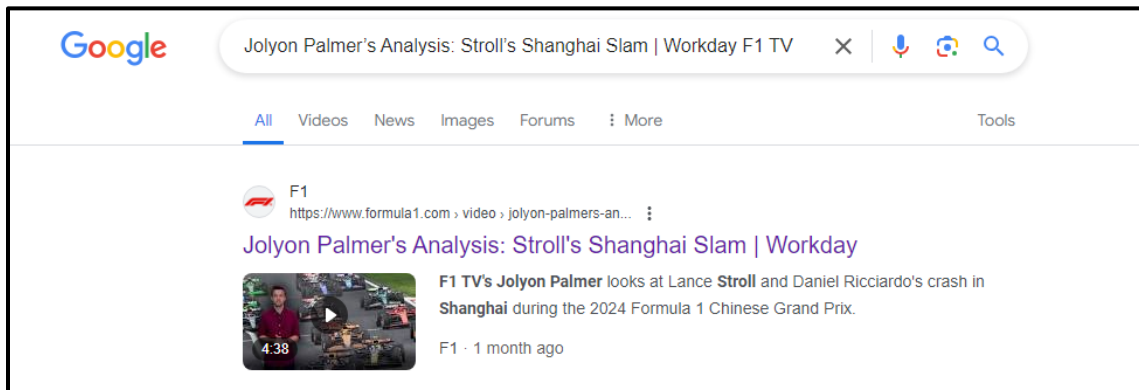 Google
Jolyon Palmer’s Analysis: Stroll’s Shanghai Slam | Workday F1 TV
All Videos News Images Forums More Tools
F1
https://www.formula1.com › video › jolyon-palmers-an...
Jolyon Palmer's Analysis: Stroll's Shanghai Slam | Workday
F1 TV's Jolyon Palmer looks at Lance Stroll and Daniel Ricciardo's crash in
Shanghai during the 2024 Formula 1 Chinese Grand Prix.
4:38
F1 · 1 month ago